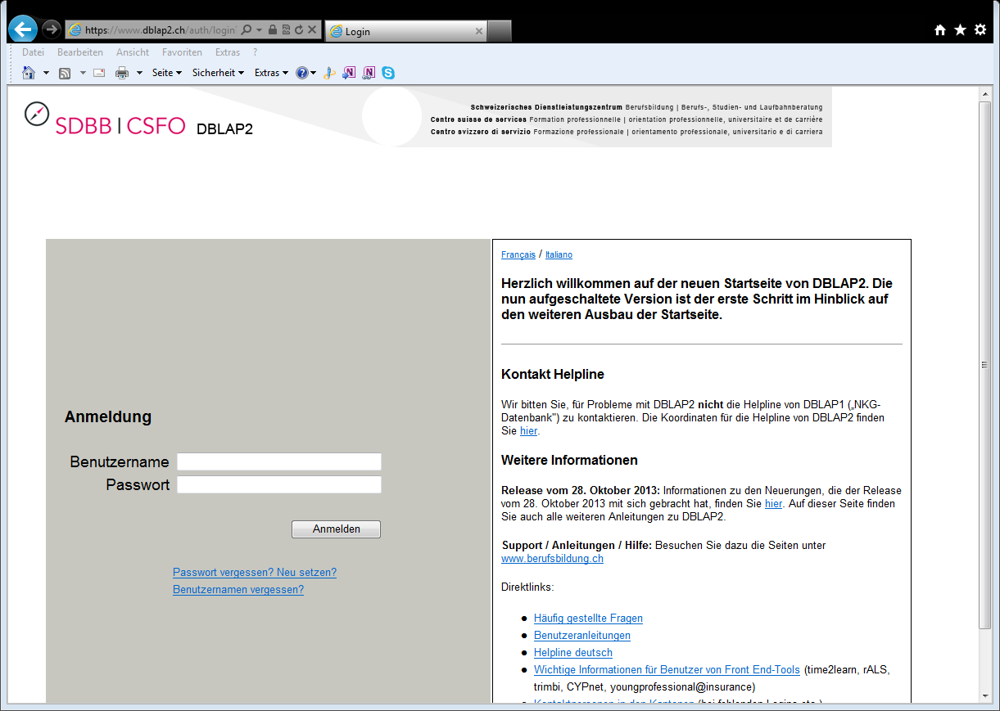 https://www.dblap2.ch/auth/login
Login
Datei Bearbeiten Ansicht Favoriten Extras ?
Seite Sicherheit Extras
SDBB | CSFO DBLAP2
Schweizerisches Dienstleistungszentrum Berufsbildung | Berufs-, Studien- und Laufbahnberatung
Centre suisse de services Formation professionnelle | orientation professionnelle, universitaire et de carrière
Centro svizzero di servizio Formazione professionale | orientamento professionale, universitario e di carriera
Anmeldung
Benutzername
Passwort
Anmelden
Passwort vergessen? Neu setzen?
Benutzernamen vergessen?
Français / Italiano
Herzlich willkommen auf der neuen Startseite von DBLAP2. Die
nun aufgeschaltete Version ist der erste Schritt im Hinblick auf
den weiteren Ausbau der Startseite.
Kontakt Helpline
Wir bitten Sie, für Probleme mit DBLAP2 nicht die Helpline von DBLAP1 („NKG-
Datenbank") zu kontaktieren. Die Koordinaten für die Helpline von DBLAP2 finden
Sie hier.
Weitere Informationen
Release vom 28. Oktober 2013: Informationen zu den Neuerungen, die der Release
vom 28. Oktober 2013 mit sich gebracht hat, finden Sie hier. Auf dieser Seite finden
Sie auch alle weiteren Anleitungen zu DBLAP2.
Support / Anleitungen / Hilfe: Besuchen Sie dazu die Seiten unter
www.berufsbildung.ch
Direktlinks:
● Häufig gestellte Fragen
● Benutzeranleitungen
● Helpline deutsch
● Wichtige Informationen für Benutzer von Front End-Tools (time2learn, rALS,
trimbi, CYPnet, youngprofessional@insurance)
● Kontaktpersonen in den Kantonen (bei fehlenden Logins etc.)